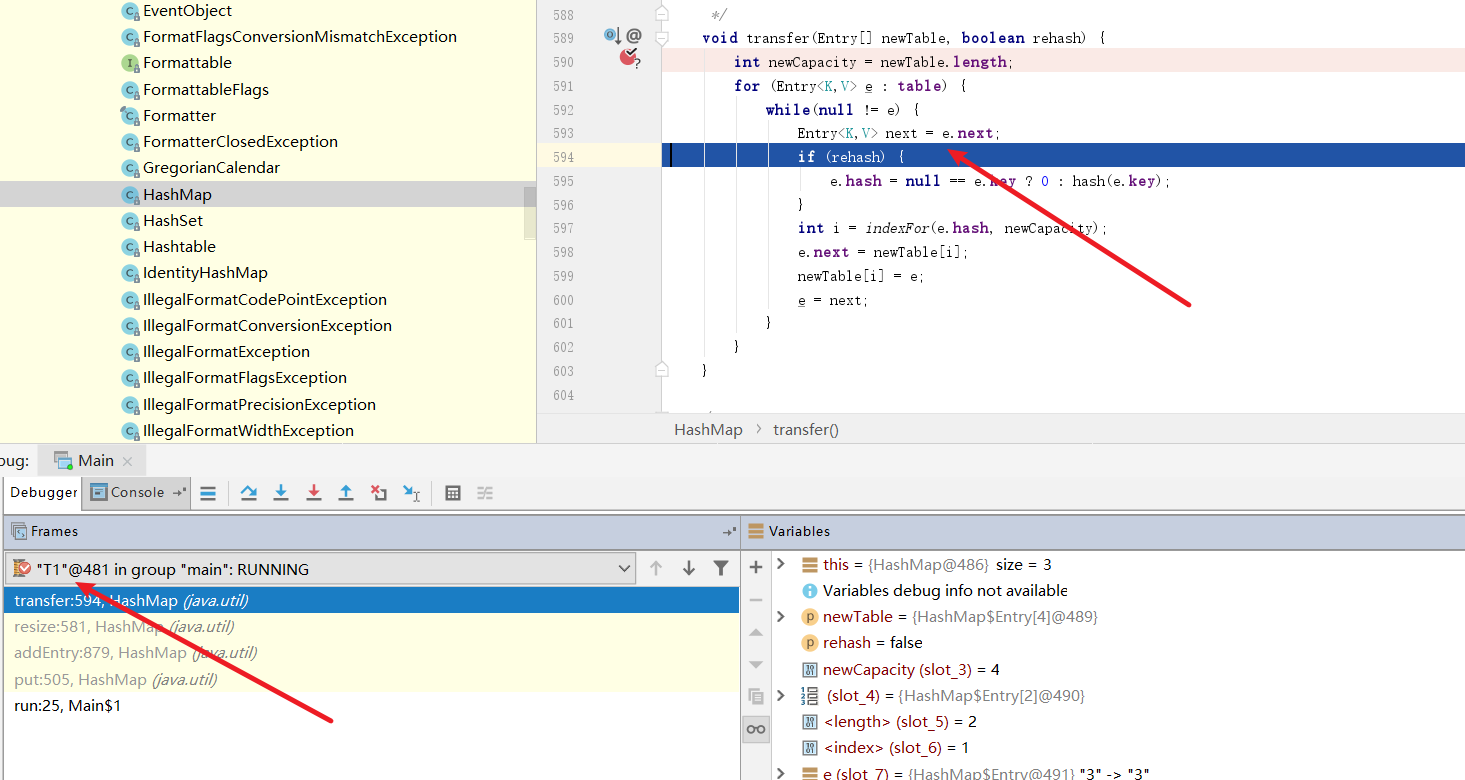 EventObject
FormatFlagsConversionMismatchException
Formattable
FormattableFlags
Formatter
FormatterClosedException
GregorianCalendar
HashMap
HashSet
Hashtable
IdentityHashMap
IllegalFormatCodePointException
IllegalFormatConversionException
IllegalFormatException
IllegalFormatFlagsException
IllegalFormatPrecisionException
IllegalFormatWidthException
588 */
589 void transfer(Entry[] newTable, boolean rehash) {
590 int newCapacity = newTable.length;
591 for (Entry<K,V> e : table) {
592 while(null != e) {
593 Entry<K,V> next = e.next;
594 if (rehash) {
595 e.hash = null == e.key ? 0 : hash(e.key);
596 }
597 int i = indexFor(e.hash, newCapacity);
598 e.next = newTable[i];
599 newTable[i] = e;
600 e = next;
601 }
602 }
603 }
604
HashMap > transfer()
bug: Main
Debugger Console
Frames
"T1"@481 in group "main": RUNNING
transfer:594, HashMap (java.util)
resize:581, HashMap (java.util)
addEntry:879, HashMap (java.util)
put:505, HashMap (java.util)
run:25, Main$1
Variables
this = {HashMap@486} size = 3
Variables debug info not available
newTable = {HashMap$Entry[4]@489}
rehash = false
newCapacity (slot_3) = 4
(slot_4) = {HashMap$Entry[2]@490}
<length> (slot_5) = 2
<index> (slot_6) = 1
e (slot_7) = {HashMap$Entry@491} "3" -> "3"